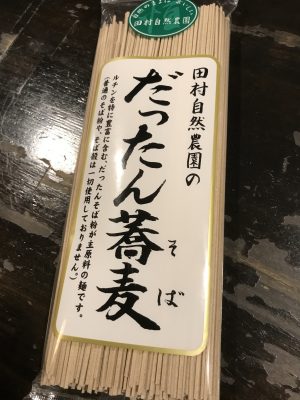 田村自然農園
田村自然農園の
だったん蕎麦
そば
ルチンを特に豊富に含む、だったんそば粉が主原料の麺です。
(普通のそば粉や、そば殻は一切使用しておりません。)